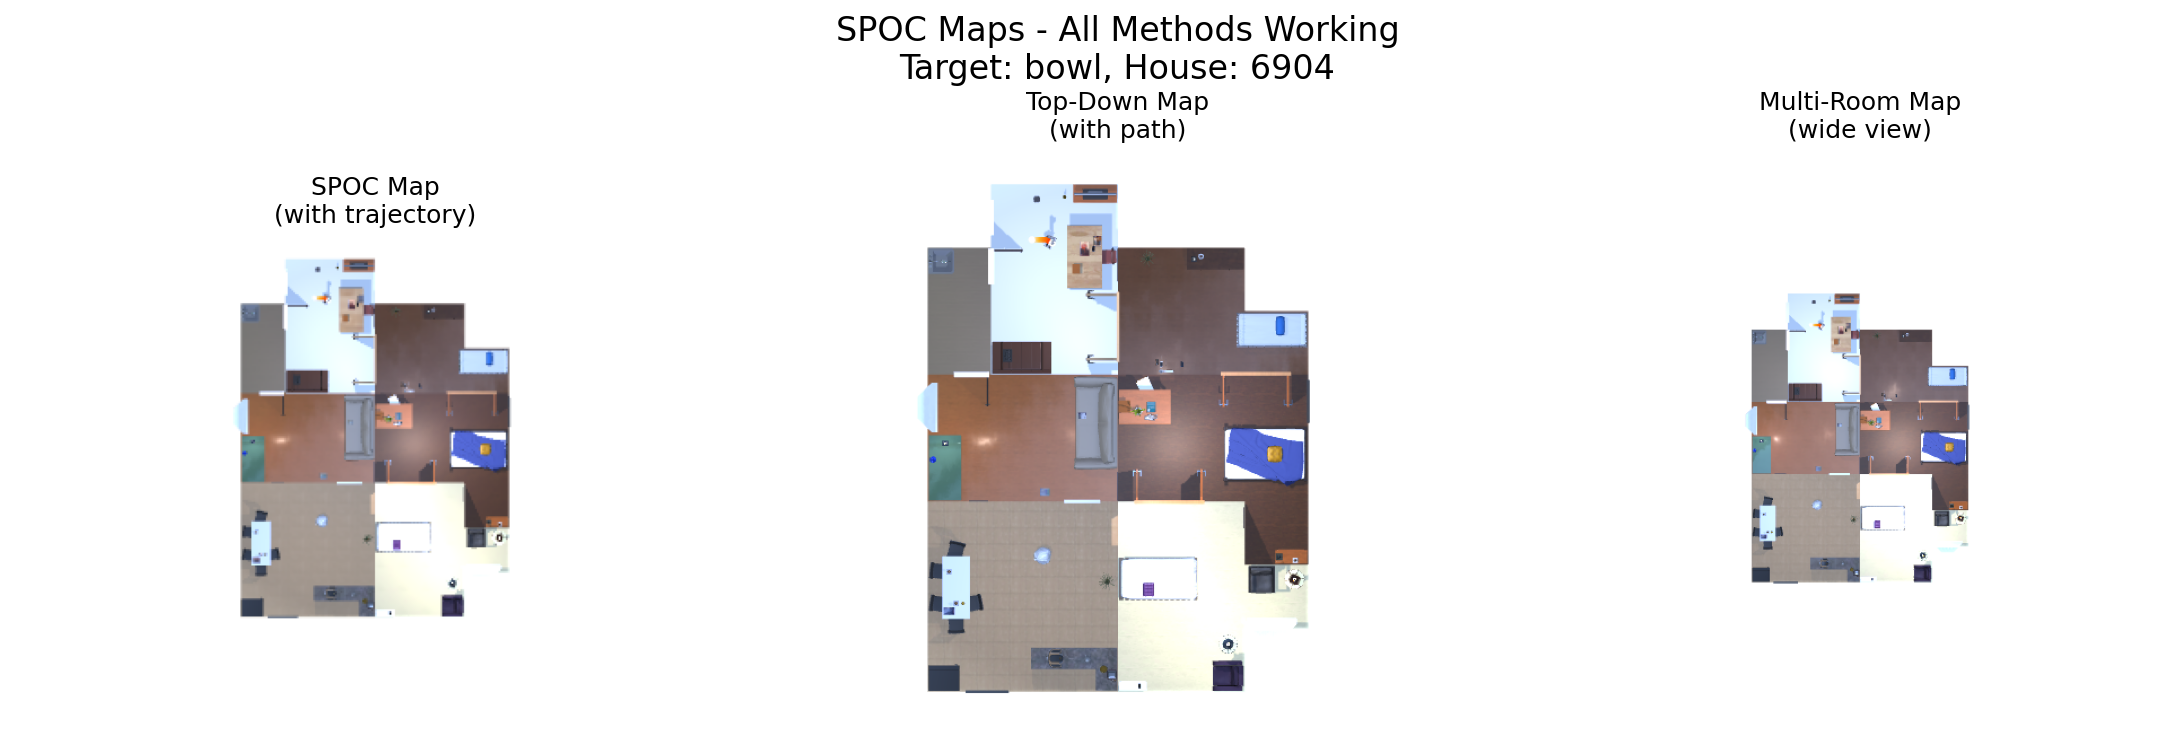 SPOC Maps - All Methods Working
Target: bowl, House: 6904
SPOC Map
(with trajectory)
Top-Down Map
(with path)
Multi-Room Map
(wide view)